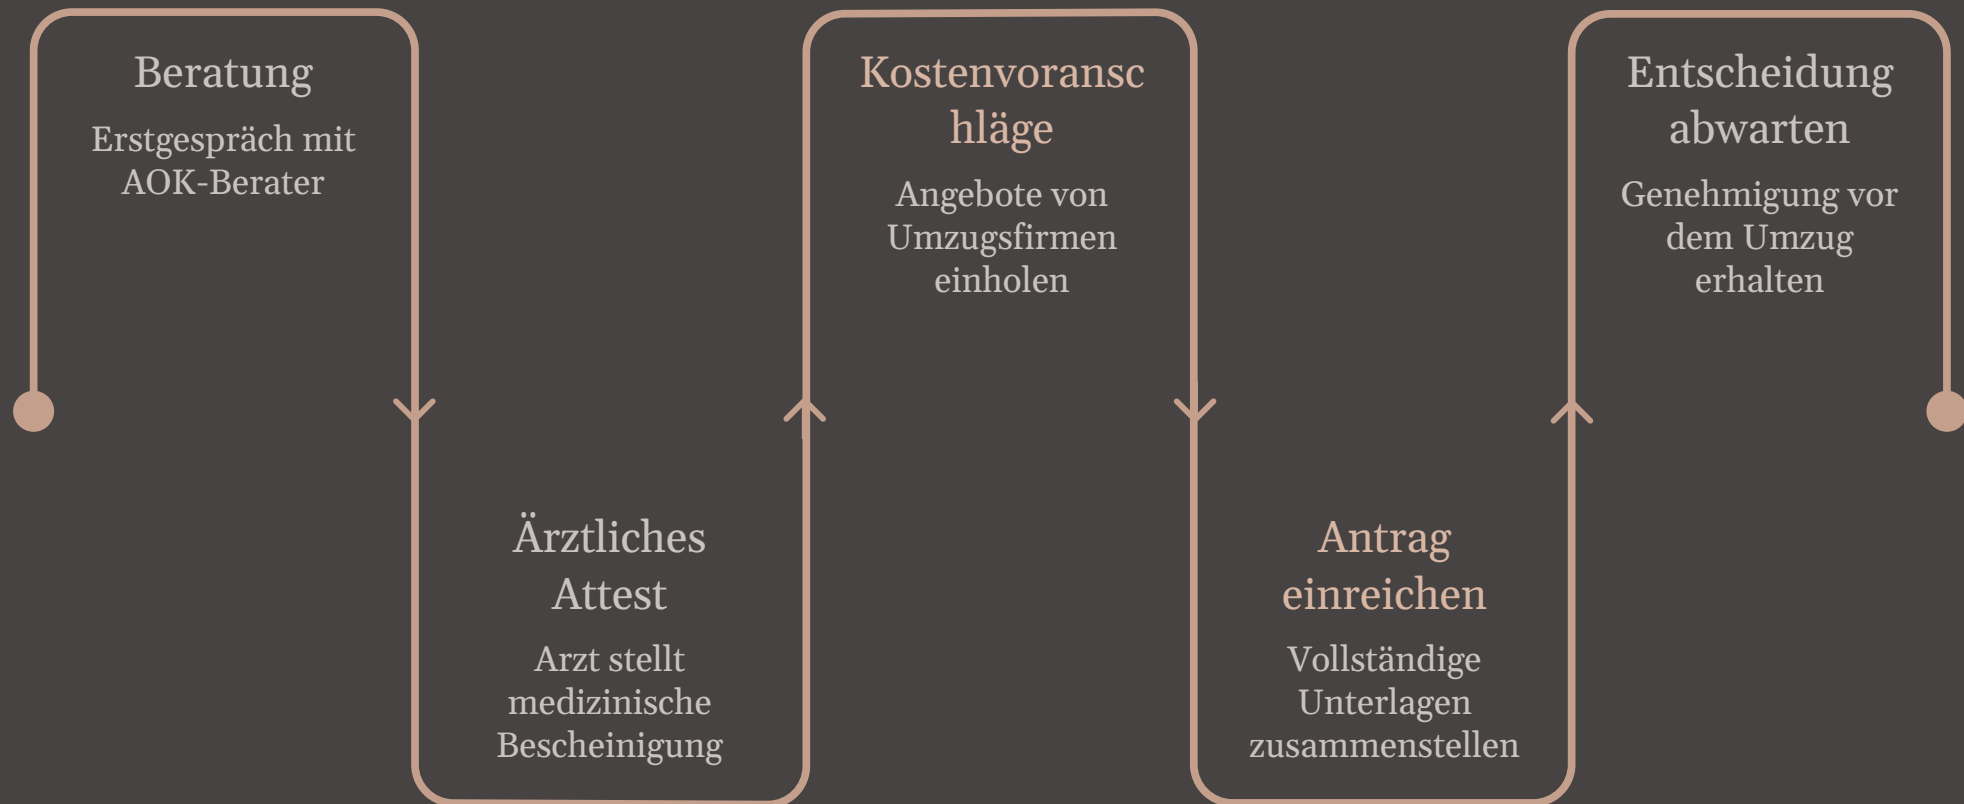 Beratung
Erstgespräch mit
AOK-Berater
Ärztliches
Attest
Arzt stellt
medizinische
Bescheinigung
Kostenvoransc
hläge
Angebote von
Umzugsfirmen
einholen
Antrag
einreichen
Vollständige
Unterlagen
zusammenstellen
Entscheidung
abwarten
Genehmigung vor
dem Umzug
erhalten